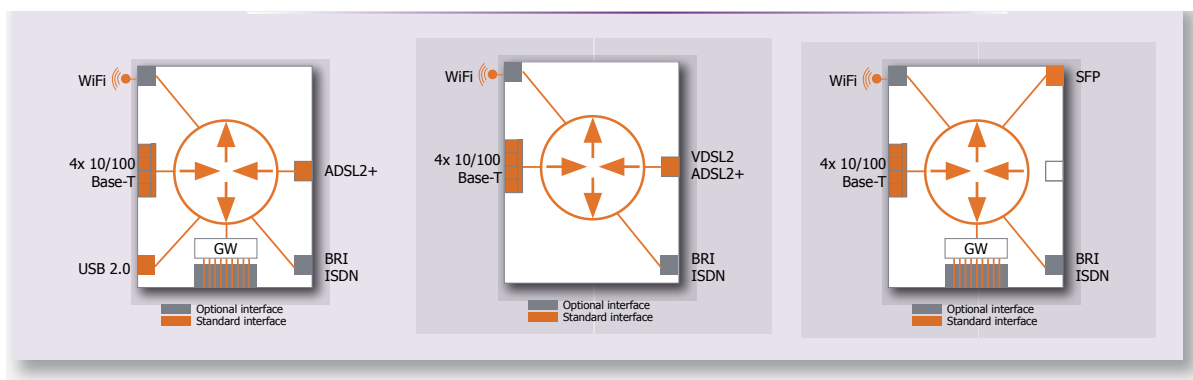 WiFi
4x 10/100
Base-T
ADSL2+
USB 2.0
GW
BRI
ISDN
Optional interface
Standard interface
WiFi
4x 10/100
Base-T
VDSL2
ADSL2+
BRI
ISDN
Optional interface
Standard interface
WiFi
SFP
4x 10/100
Base-T
GW
BRI
ISDN
Optional interface
Standard interface